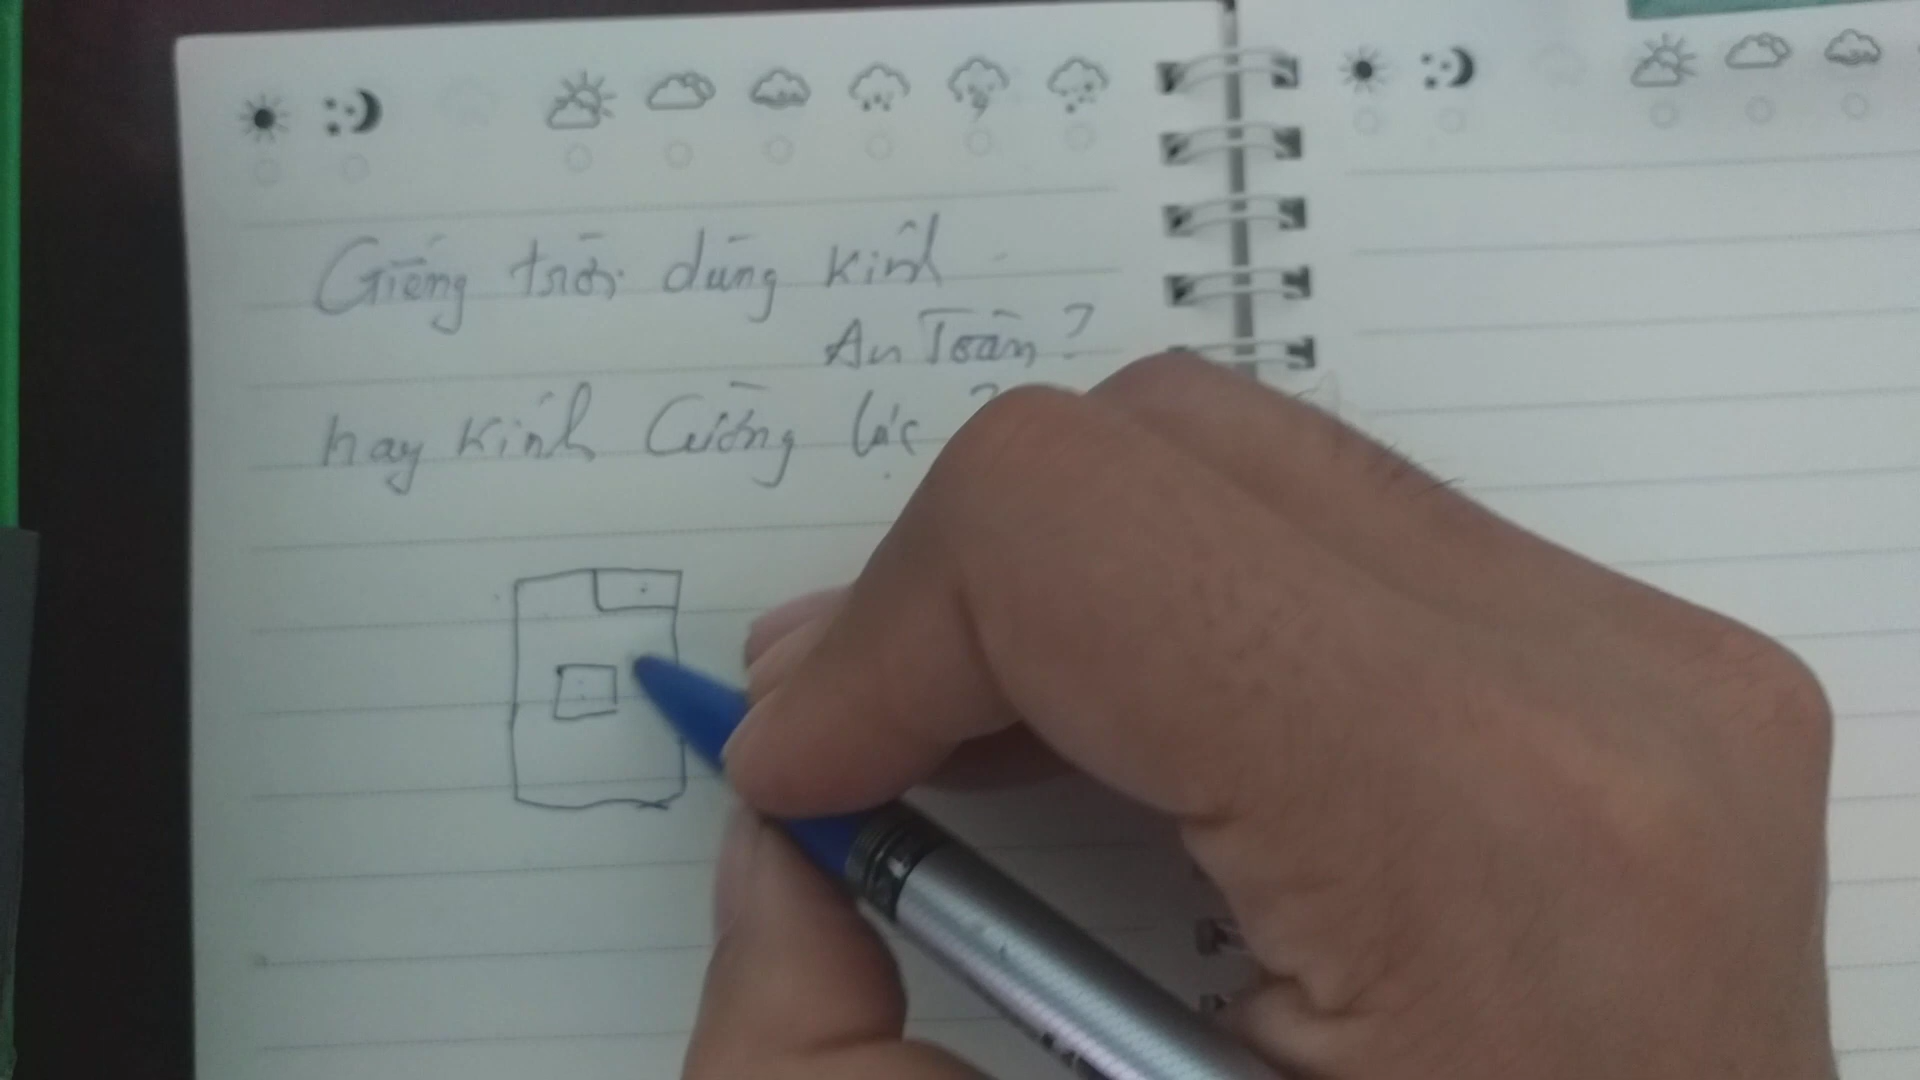 Giếng trời dùng kính
An Toàn ?
hay kính Cường lực ?